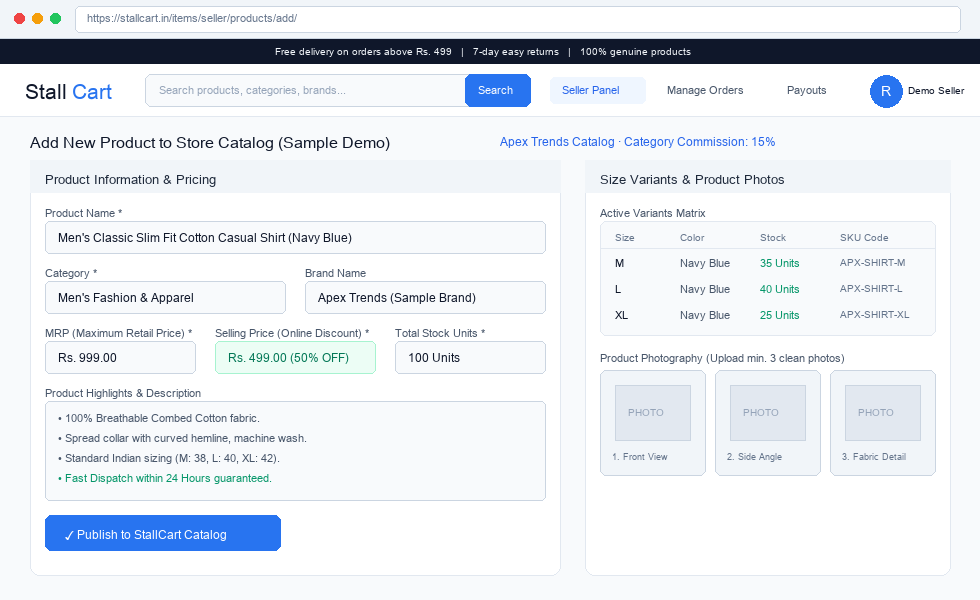 https://stallcart.in/items/seller/products/add/
Free delivery on orders above Rs. 499 | 7-day easy returns | 100% genuine products
Stall Cart
Search products, categories, brands...
Search
Seller Panel
Manage Orders
Payouts
R
Demo Seller
Add New Product to Store Catalog (Sample Demo)
Apex Trends Catalog · Category Commission: 15%
Product Information & Pricing
Product Name *
Men's Classic Slim Fit Cotton Casual Shirt (Navy Blue)
Category * Brand Name
Men's Fashion & Apparel Apex Trends (Sample Brand)
MRP (Maximum Retail Price) * Selling Price (Online Discount) * Total Stock Units *
Rs. 999.00 Rs. 499.00 (50% OFF) 100 Units
Product Highlights & Description
• 100% Breathable Combed Cotton fabric.
• Spread collar with curved hemline, machine wash.
• Standard Indian sizing (M: 38, L: 40, XL: 42).
• Fast Dispatch within 24 Hours guaranteed.
✓ Publish to StallCart Catalog
Size Variants & Product Photos
Active Variants Matrix
Size Color Stock SKU Code
M Navy Blue 35 Units APX-SHIRT-M
L Navy Blue 40 Units APX-SHIRT-L
XL Navy Blue 25 Units APX-SHIRT-XL
Product Photography (Upload min. 3 clean photos)
PHOTO PHOTO PHOTO
1. Front View 2. Side Angle 3. Fabric Detail